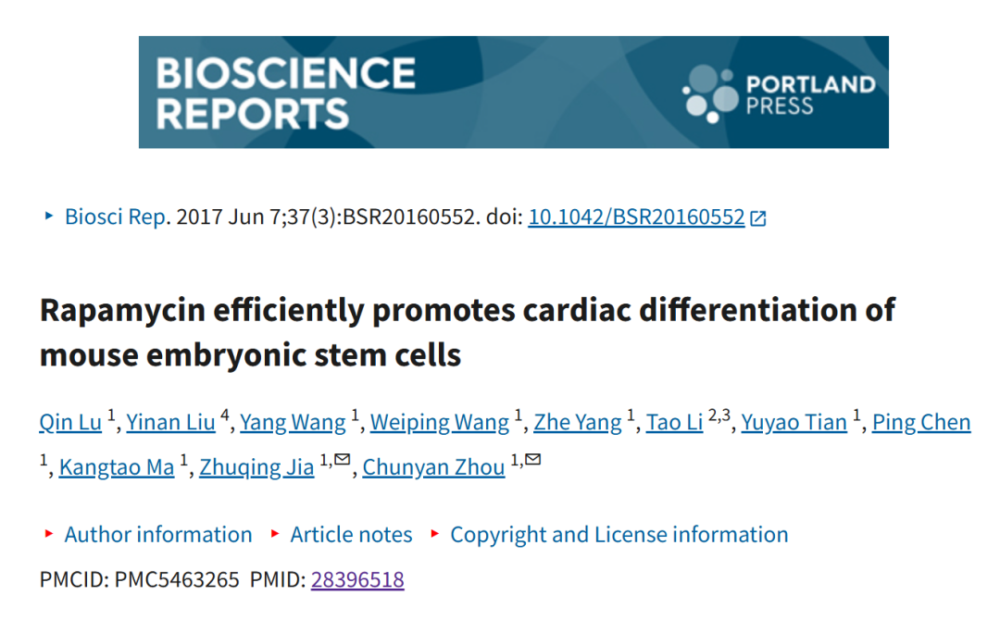 BIOSCIENCE
REPORTS
PORTLAND
PRESS
Biosci Rep. 2017 Jun 7;37(3):BSR20160552. doi: 10.1042/BSR20160552
Rapamycin efficiently promotes cardiac differentiation of
mouse embryonic stem cells
Qin Lu 1, Yinan Liu 4, Yang Wang 1, Weiping Wang 1, Zhe Yang 1, Tao Li 2,3, Yuyao Tian 1, Ping Chen
1, Kangtao Ma 1, Zhuqing Jia 1,✉, Chunyan Zhou 1,✉
Author information Article notes Copyright and License information
PMCID: PMC5463265 PMID: 28396518